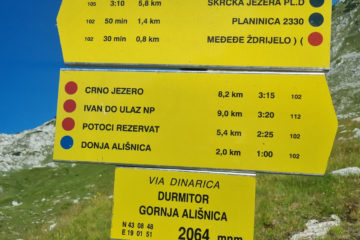 105 3:10 5,8 km ŠKRČKA JEZERA PL.D
102 50 min 1,4 km PLANINICA 2330
102 30 min 0,8 km MEĐEĐE ŽDRIJELO ) (
CRNO JEZERO 8,2 km 3:15 102
IVAN DO ULAZ NP 9,0 km 3:20 112
POTOCI REZERVAT 5,4 km 2:25 102
DONJA ALIŠNICA 2,0 km 1:00 102
VIA DINARICA
DURMITOR
GORNJA ALIŠNICA
N 43 08 48
E 19 01 51
2064 mnm